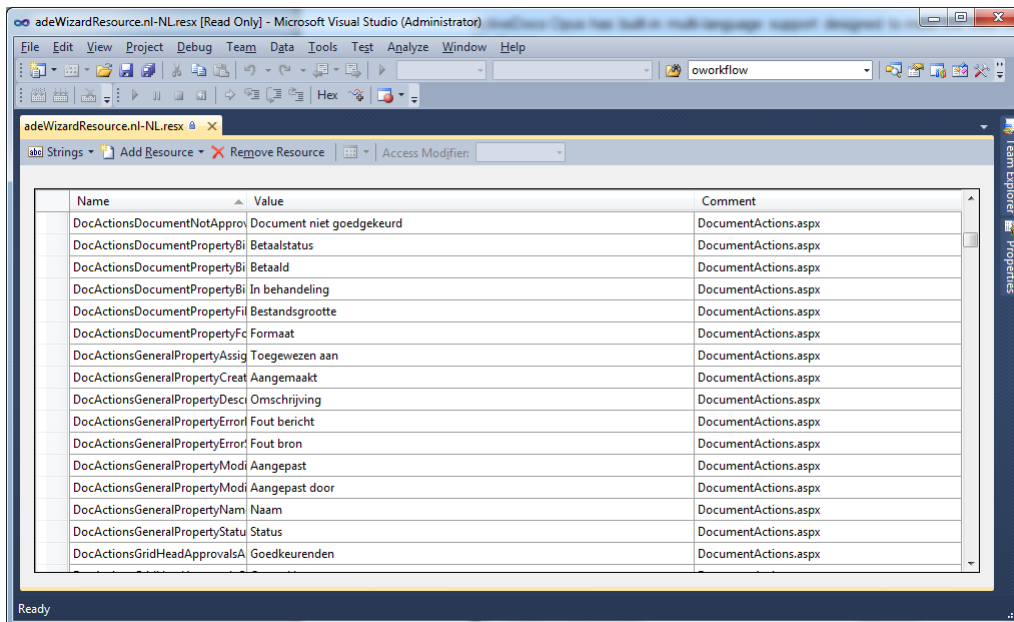 adeWizardResource.nl-NL.resx [Read Only] - Microsoft Visual Studio (Administrator)
File Edit View Project Debug Team Data Tools Test Analyze Window Help
oworkflow
Hex
adeWizardResource.nl-NL.resx
Strings Add Resource Remove Resource Access Modifier:
Team Explorer
Properties
Name Value Comment
DocActionsDocumentNotApprov Document niet goedgekeurd DocumentActions.aspx
DocActionsDocumentPropertyBi Betaalstatus DocumentActions.aspx
DocActionsDocumentPropertyBi Betaald DocumentActions.aspx
DocActionsDocumentPropertyBi In behandeling DocumentActions.aspx
DocActionsDocumentPropertyFil Bestandsgrootte DocumentActions.aspx
DocActionsDocumentPropertyFo Formaat DocumentActions.aspx
DocActionsGeneralPropertyAssig Toegewezen aan DocumentActions.aspx
DocActionsGeneralPropertyCreat Aangemaakt DocumentActions.aspx
DocActionsGeneralPropertyDescr Omschrijving DocumentActions.aspx
DocActionsGeneralPropertyError Fout bericht DocumentActions.aspx
DocActionsGeneralPropertyError Fout bron DocumentActions.aspx
DocActionsGeneralPropertyModi Aangepast DocumentActions.aspx
DocActionsGeneralPropertyModi Aangepast door DocumentActions.aspx
DocActionsGeneralPropertyNam Naam DocumentActions.aspx
DocActionsGeneralPropertyStatu Status DocumentActions.aspx
DocActionsGridHeadApprovalsA Goedkeurenden DocumentActions.aspx
Ready